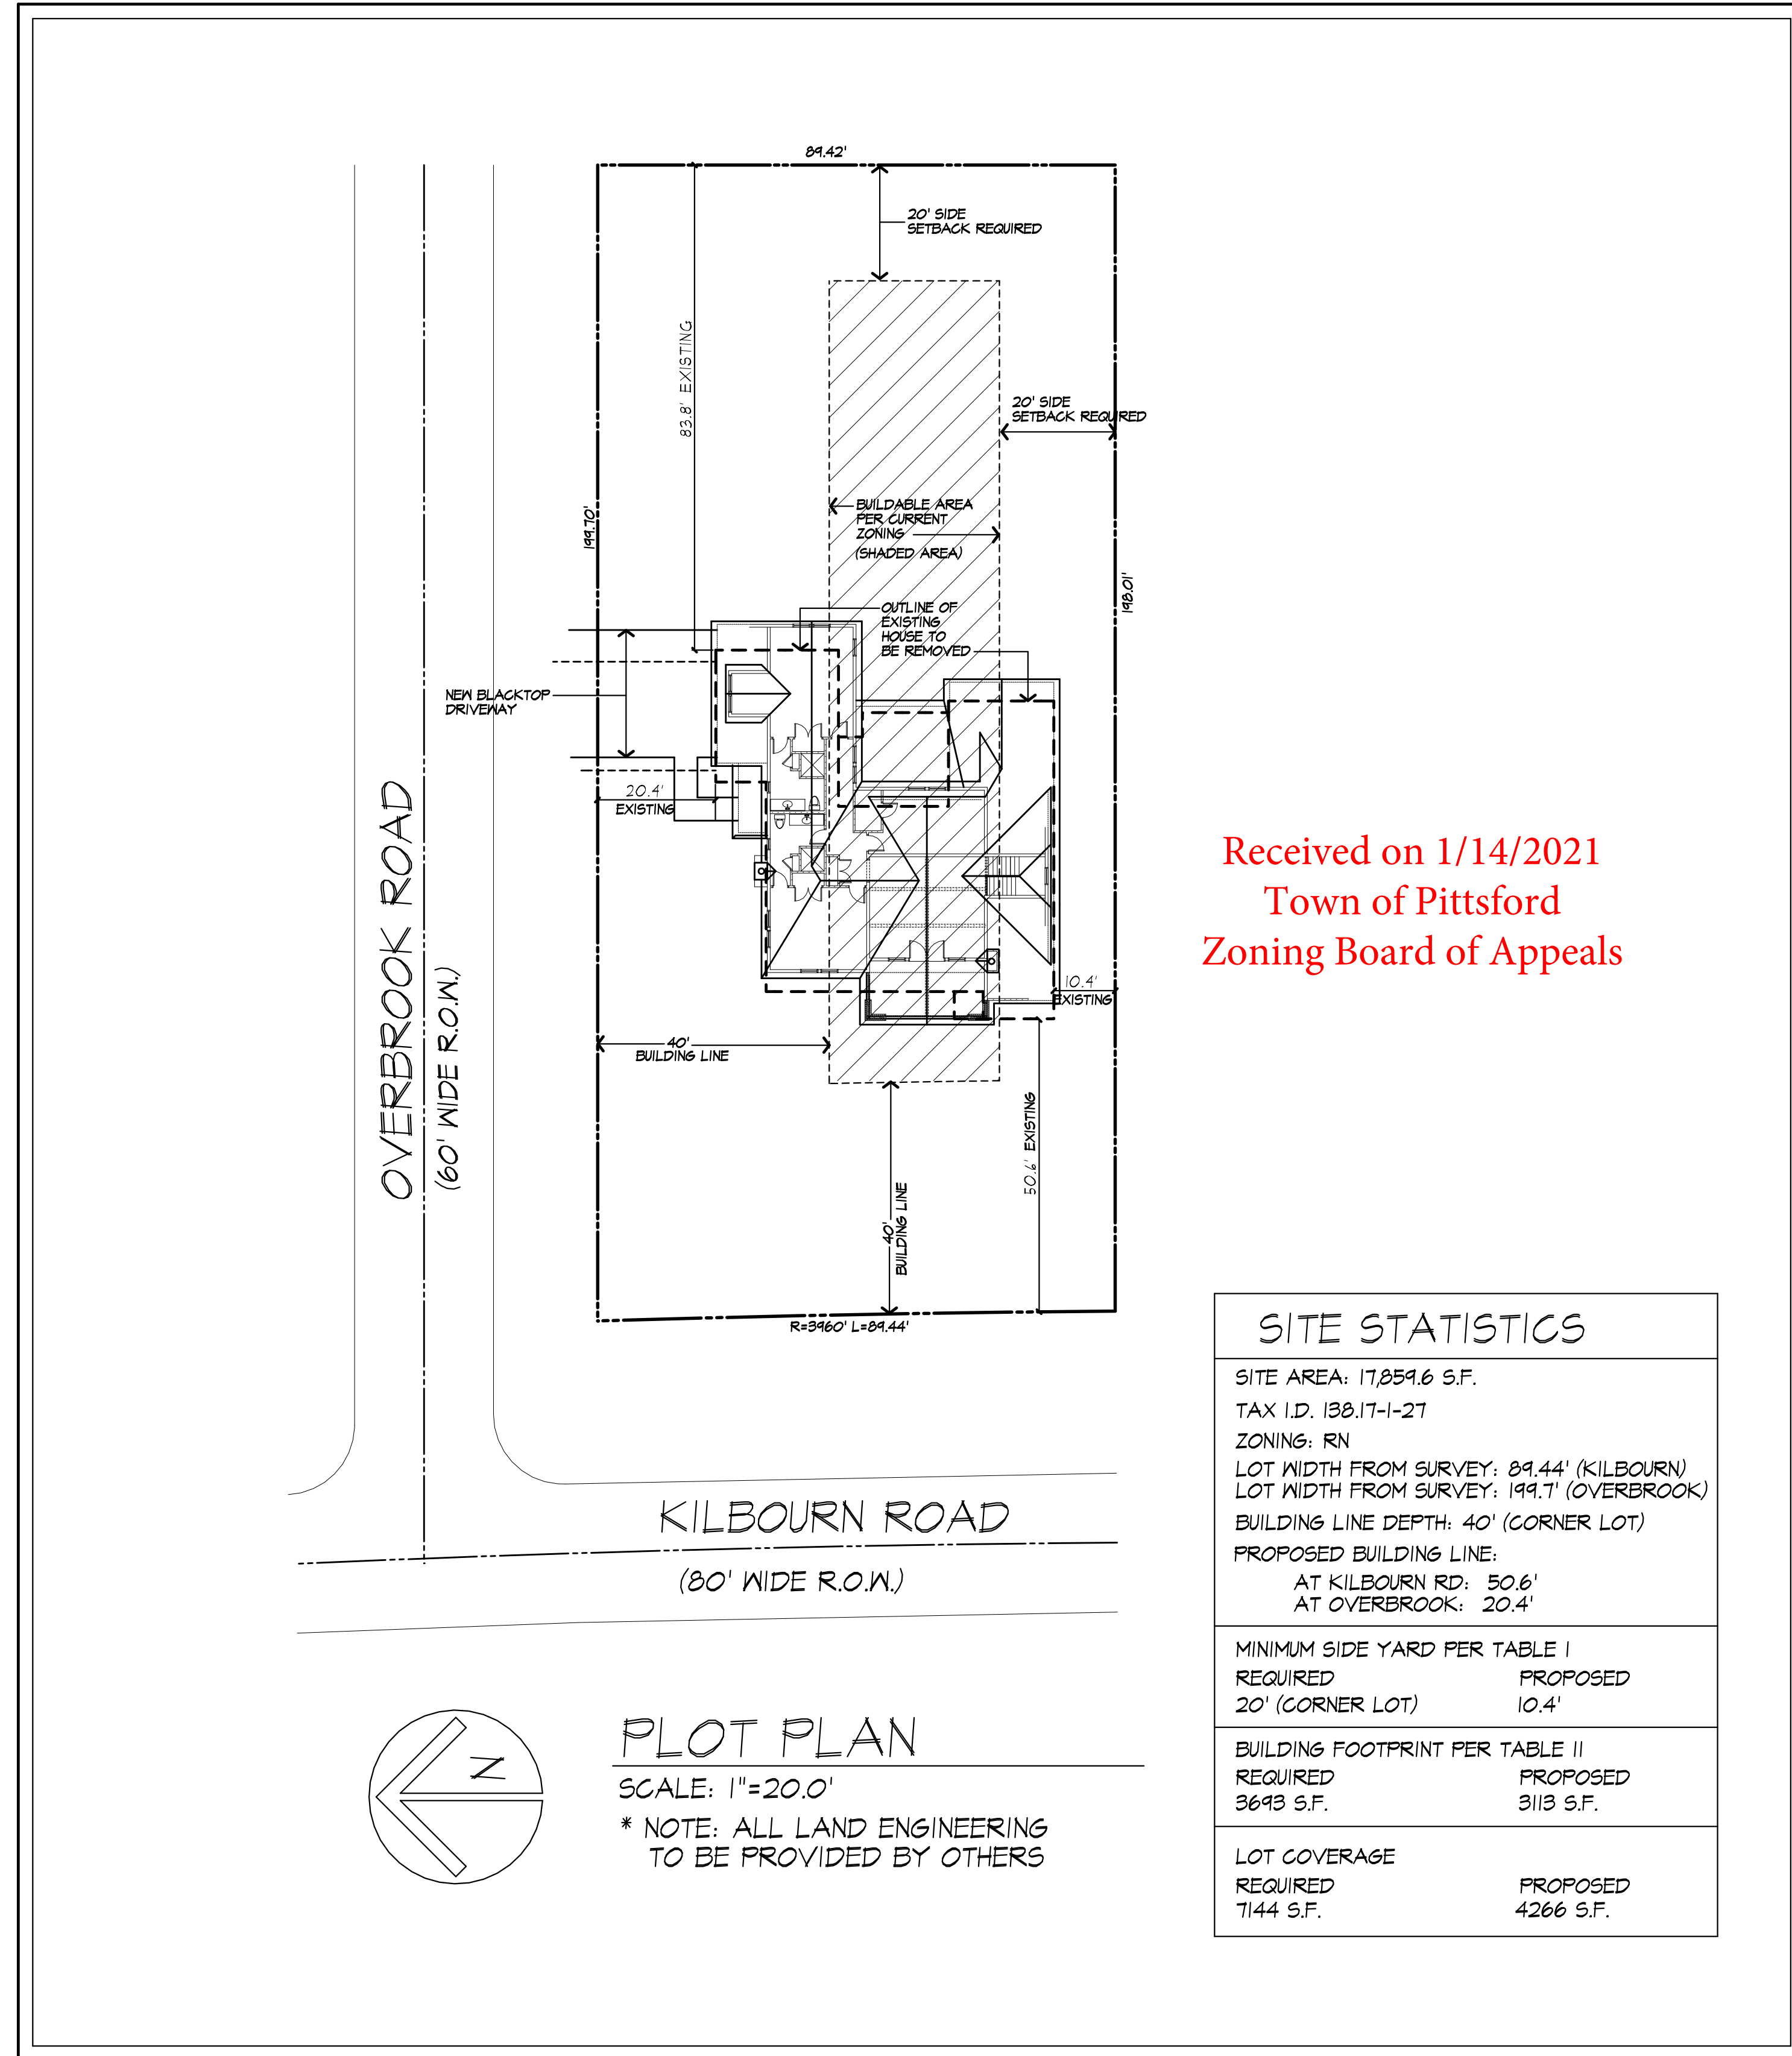 89.42'
20' SIDE
SETBACK REQUIRED
83.8' EXISTING
20' SIDE
SETBACK REQUIRED
199.70'
BUILDABLE AREA
PER CURRENT
ZONING
(SHADED AREA)
198.01'
OUTLINE OF
EXISTING
HOUSE TO
BE REMOVED
NEW BLACKTOP
DRIVEWAY
20.4'
EXISTING
OVERBROOK ROAD
(60' WIDE R.O.W.)
Received on 1/14/2021
Town of Pittsford
Zoning Board of Appeals
10.4'
EXISTING
40'
BUILDING LINE
50.6' EXISTING
40'
BUILDING LINE
R=3960' L=89.44'
KILBOURN ROAD
(80' WIDE R.O.W.)
N
PLOT PLAN
SCALE: 1"=20.0'
* NOTE: ALL LAND ENGINEERING
TO BE PROVIDED BY OTHERS
SITE STATISTICS
SITE AREA: 17,859.6 S.F.
TAX I.D. 138.17-1-27
ZONING: RN
LOT WIDTH FROM SURVEY: 89.44' (KILBOURN)
LOT WIDTH FROM SURVEY: 199.7' (OVERBROOK)
BUILDING LINE DEPTH: 40' (CORNER LOT)
PROPOSED BUILDING LINE:
AT KILBOURN RD: 50.6'
AT OVERBROOK: 20.4'
MINIMUM SIDE YARD PER TABLE I
REQUIRED PROPOSED
20' (CORNER LOT) 10.4'
BUILDING FOOTPRINT PER TABLE II
REQUIRED PROPOSED
3693 S.F. 3113 S.F.
LOT COVERAGE
REQUIRED PROPOSED
7144 S.F. 4266 S.F.